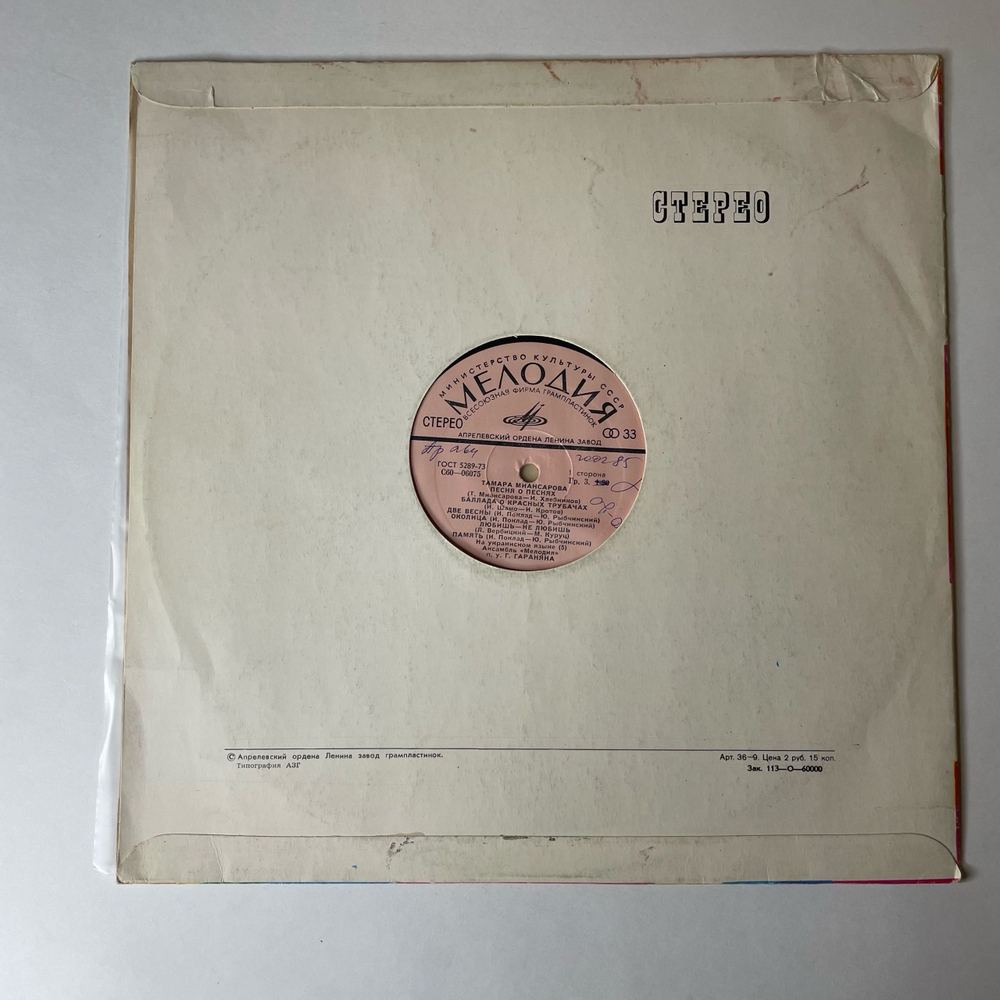 СТЕРЕО
МИНИСТЕРСТВО КУЛЬТУРЫ СССР
МЕЛОДИЯ
ВСЕСОЮЗНАЯ ФИРМА ГРАМПЛАСТИНОК
СТЕРЕО
33
АПРЕЛЕВСКИЙ ОРДЕНА ЛЕНИНА ЗАВОД
ГОСТ 5289-73
С60—06075
1 сторона
Гр. 3,
ТАМАРА МИАНСАРОВА
ПЕСНЯ О ПЕСНЯХ
(Т. Миансарова—И. Хлебников)
БАЛЛАДА О КРАСНЫХ ТРУБАЧАХ
(И. Шамо—И. Кротов)
ДВЕ ВЕСНЫ (И. Поклад—Ю. Рыбчинский)
ОКОЛИЦА (И. Поклад—Ю. Рыбчинский)
ЛЮБИШЬ—НЕ ЛЮБИШЬ
(Л. Вербицкий—М. Куруц)
ПАМЯТЬ (И. Поклад—Ю. Рыбчинский)
На украинском языке (5)
Ансамбль «Мелодия»
п. у. Г. ГАРАНЯНА
© Апрелевский ордена Ленина завод грампластинок.
Типография АЗГ
Арт. 36—9. Цена 2 руб. 15 коп.
Зак. 113—О—60000